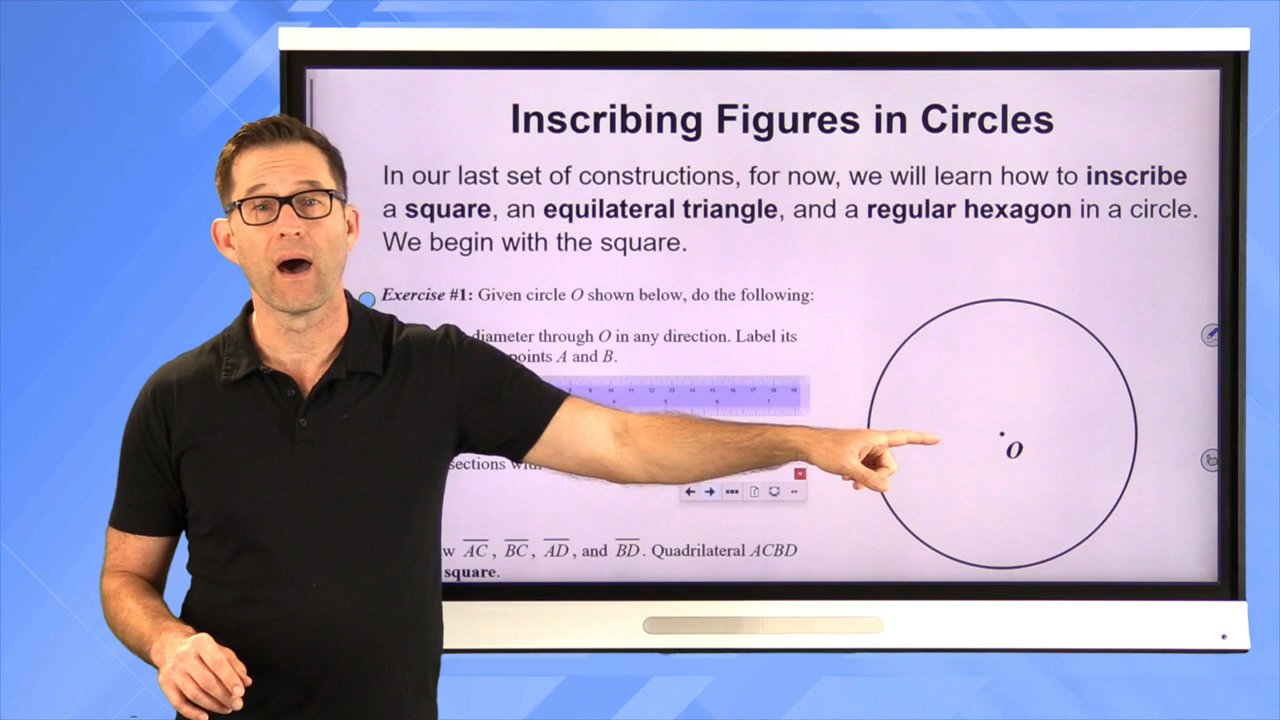 Inscribing Figures in Circles
In our last set of constructions, for now, we will learn how to inscribe
a square, an equilateral triangle, and a regular hexagon in a circle.
We begin with the square.
Exercise #1: Given circle O shown below, do the following:
diameter through O in any direction. Label its
points A and B.
O
AC, BC, AD, and BD. Quadrilateral ACBD
square.